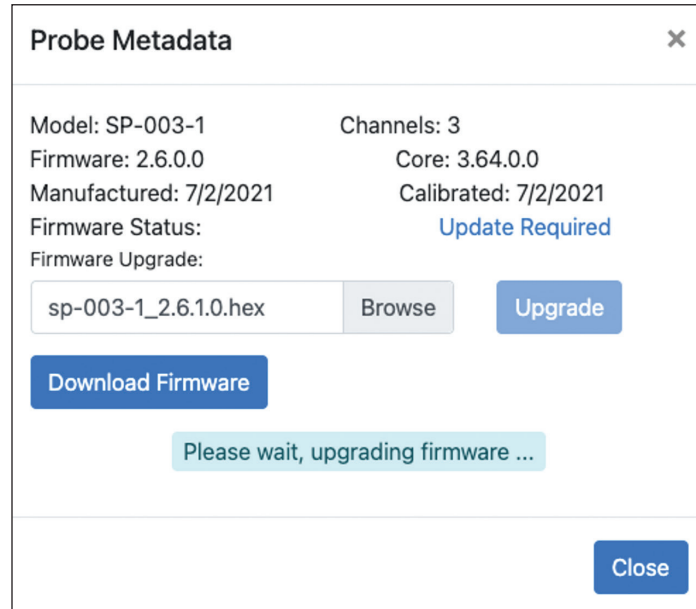 Probe Metadata ×
Model: SP-003-1 Channels: 3
Firmware: 2.6.0.0 Core: 3.64.0.0
Manufactured: 7/2/2021 Calibrated: 7/2/2021
Firmware Status: Update Required
Firmware Upgrade:
sp-003-1_2.6.1.0.hex Browse Upgrade
Download Firmware
Please wait, upgrading firmware ...
Close